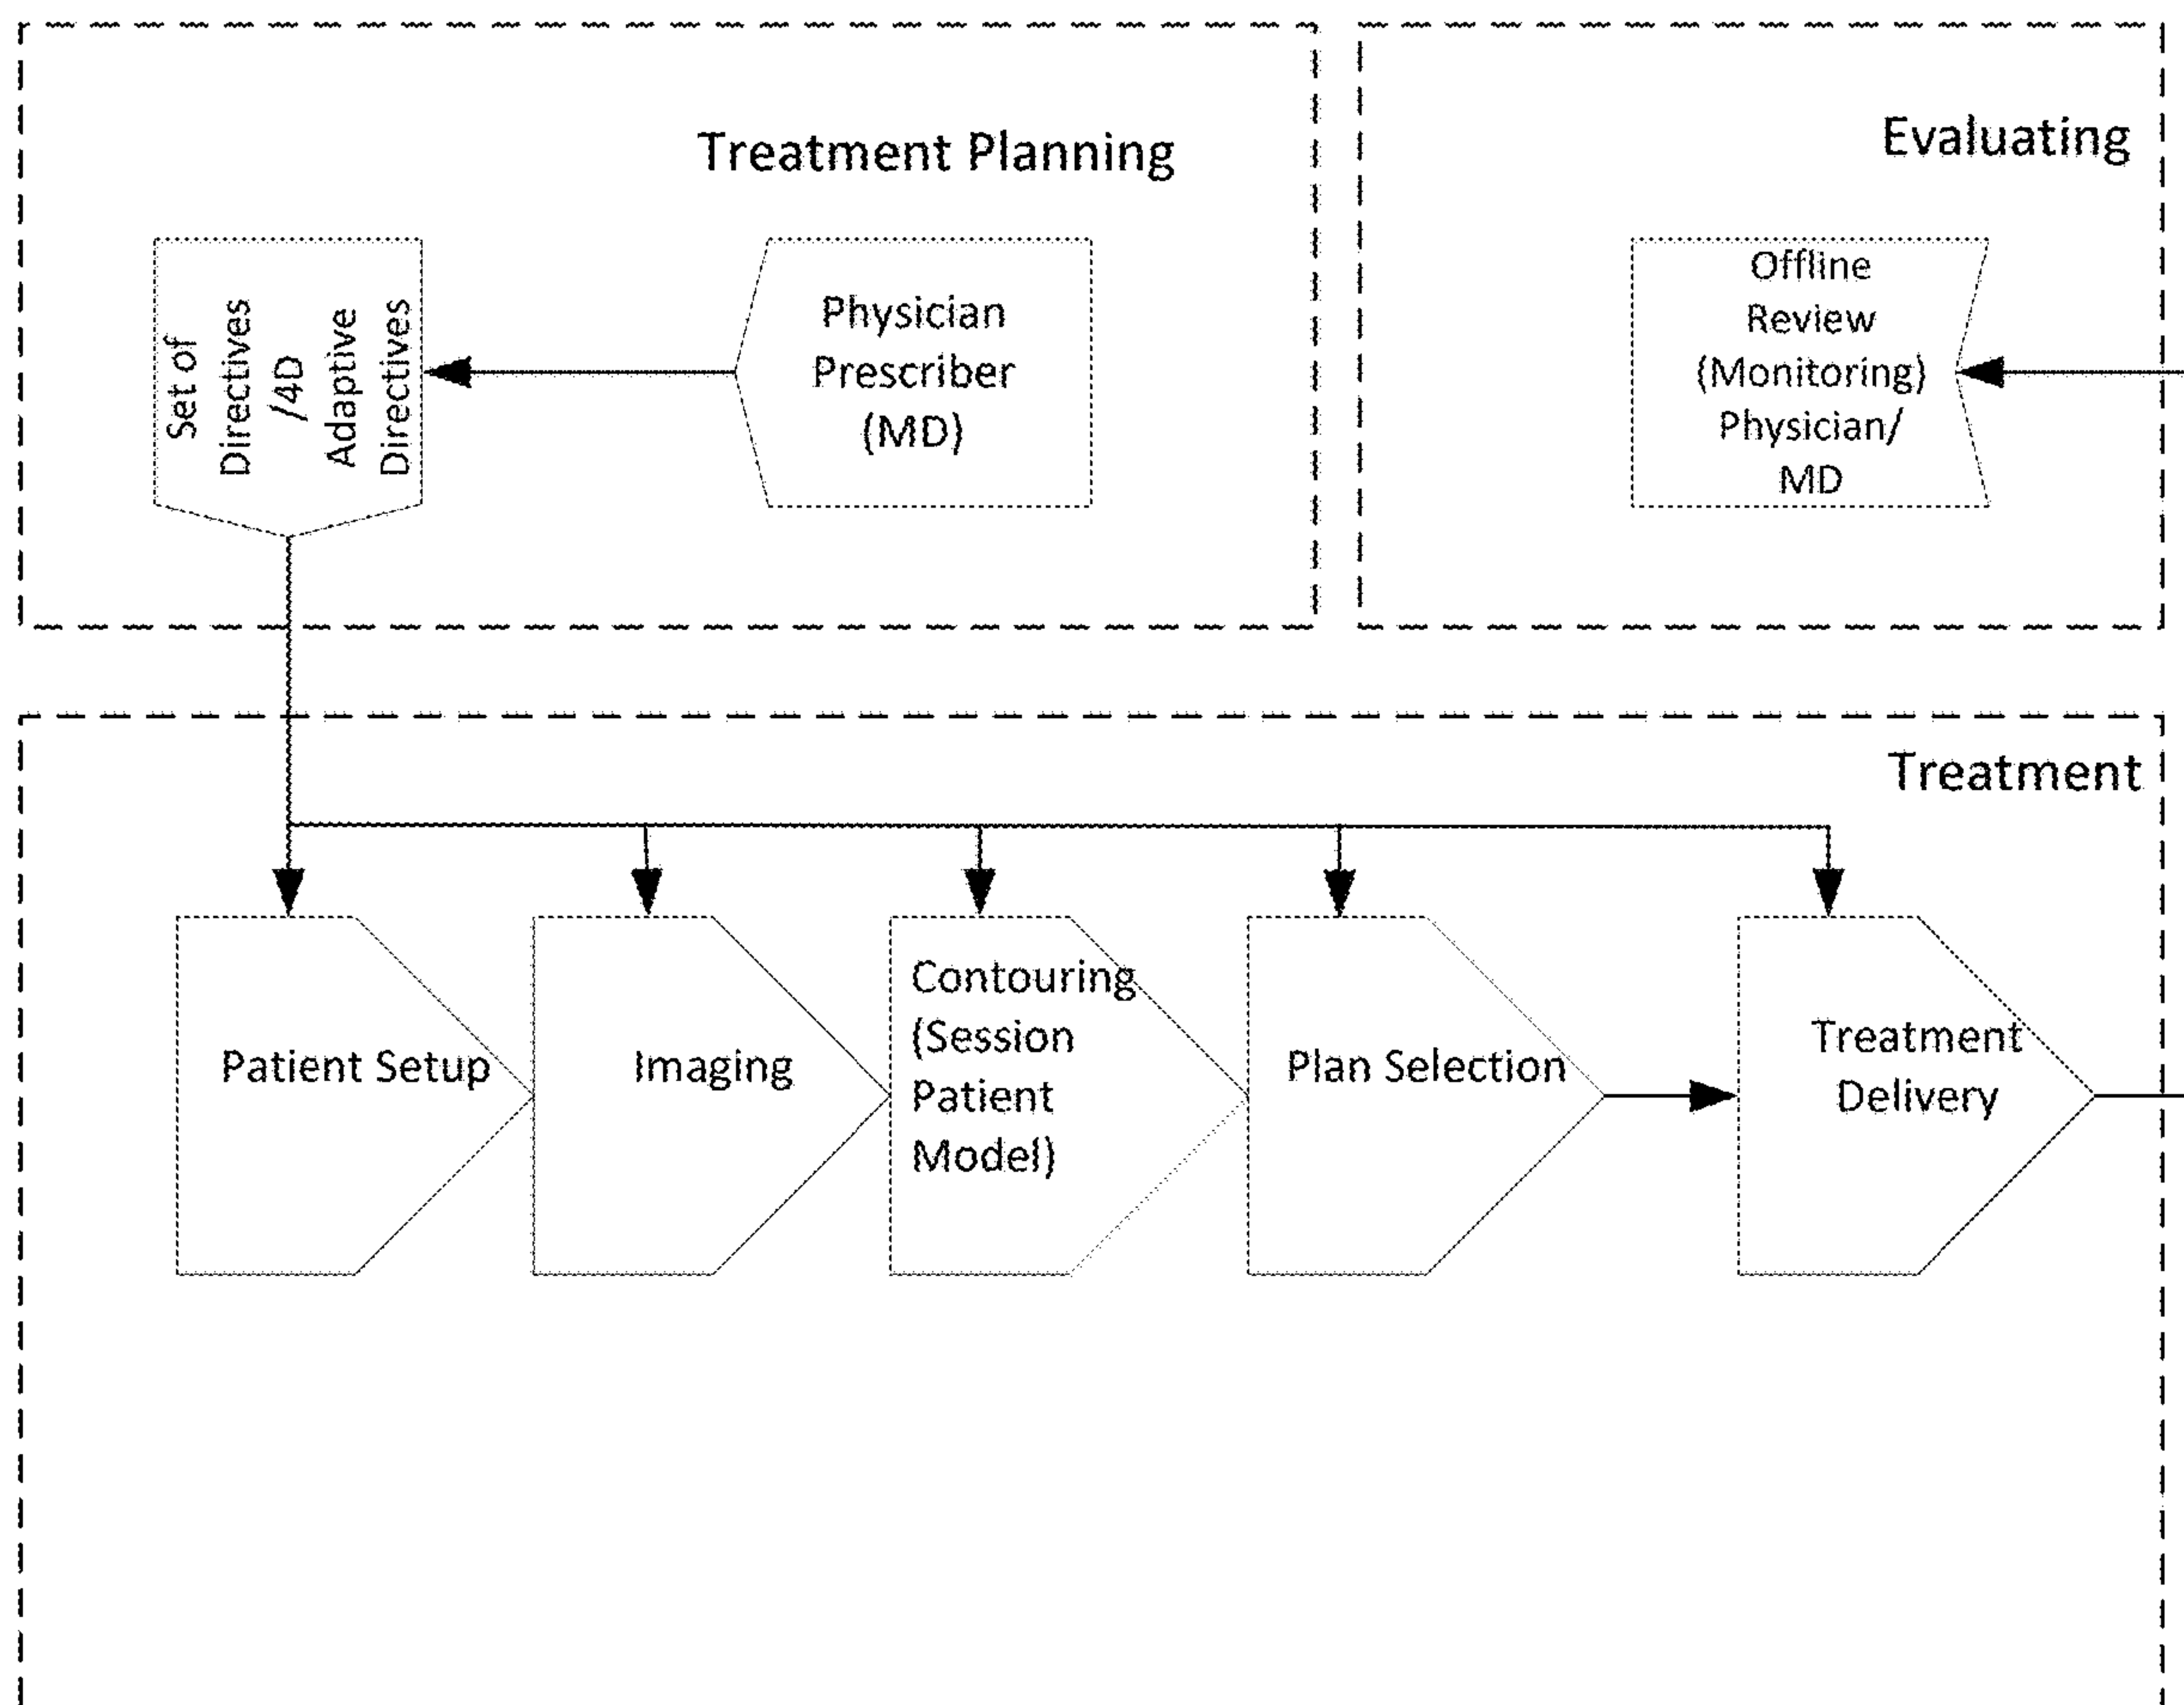 Treatment Planning
Set of
Directives
/4D
Adaptive
Directives
Physician
Prescriber
(MD)
Evaluating
Offline
Review
(Monitoring)
Physician/
MD
Treatment
Patient Setup
Imaging
Contouring
(Session
Patient
Model)
Plan Selection
Treatment
Delivery